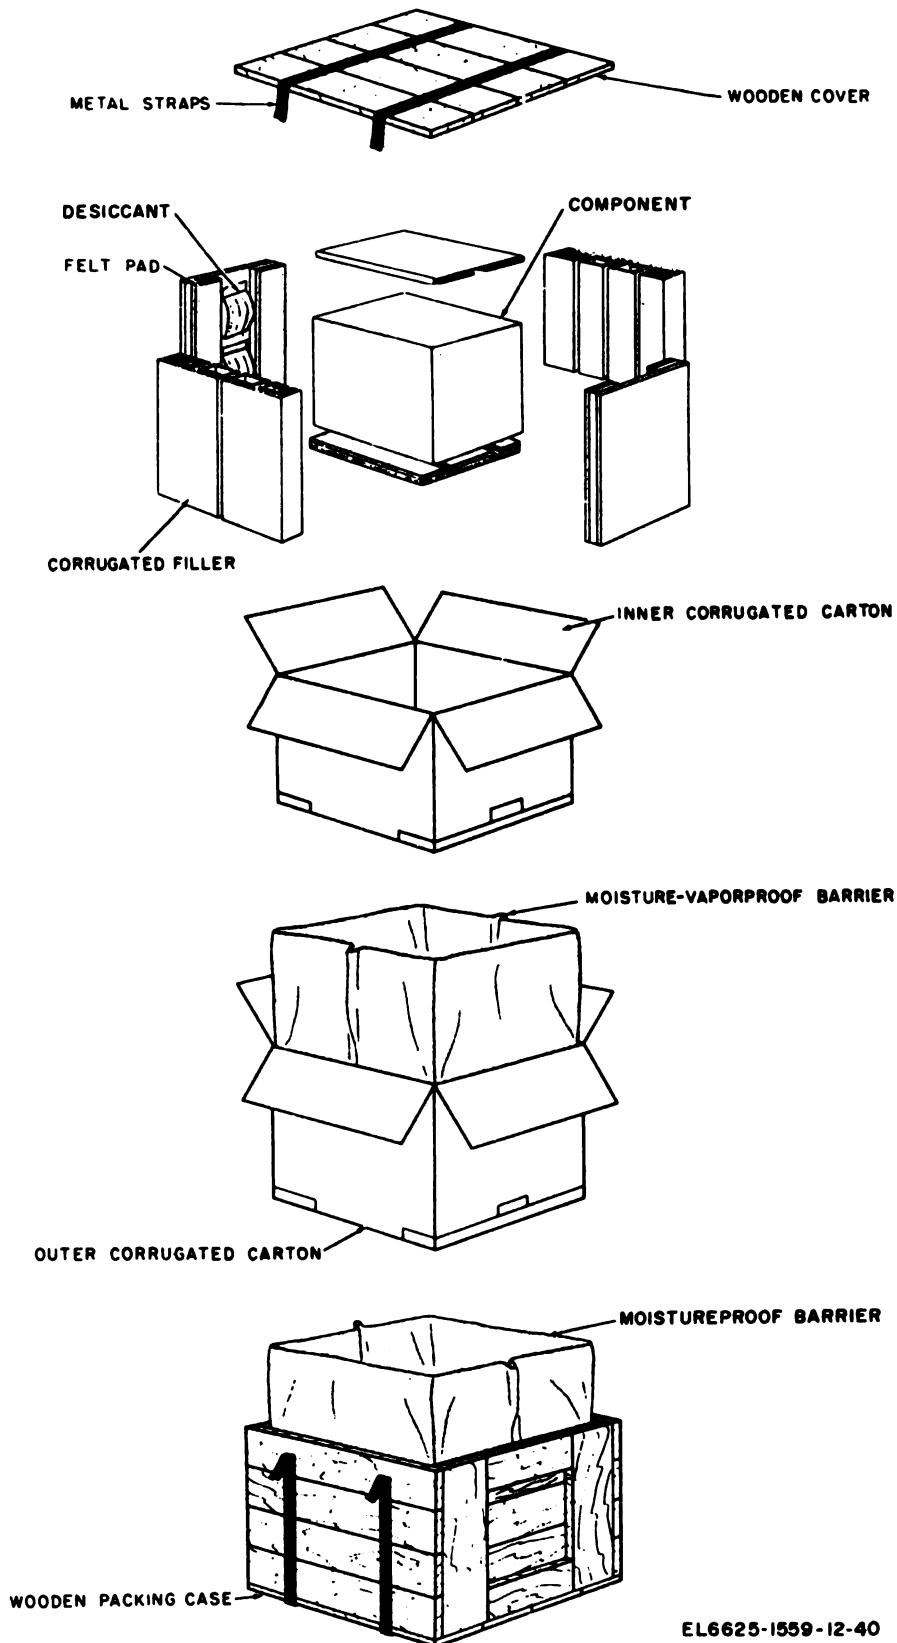 METAL STRAPS
WOODEN COVER
DESICCANT
COMPONENT
FELT PAD
CORRUGATED FILLER
INNER CORRUGATED CARTON
MOISTURE-VAPORPROOF BARRIER
OUTER CORRUGATED CARTON
MOISTUREPROOF BARRIER
WOODEN PACKING CASE
EL6625-1559-12-40